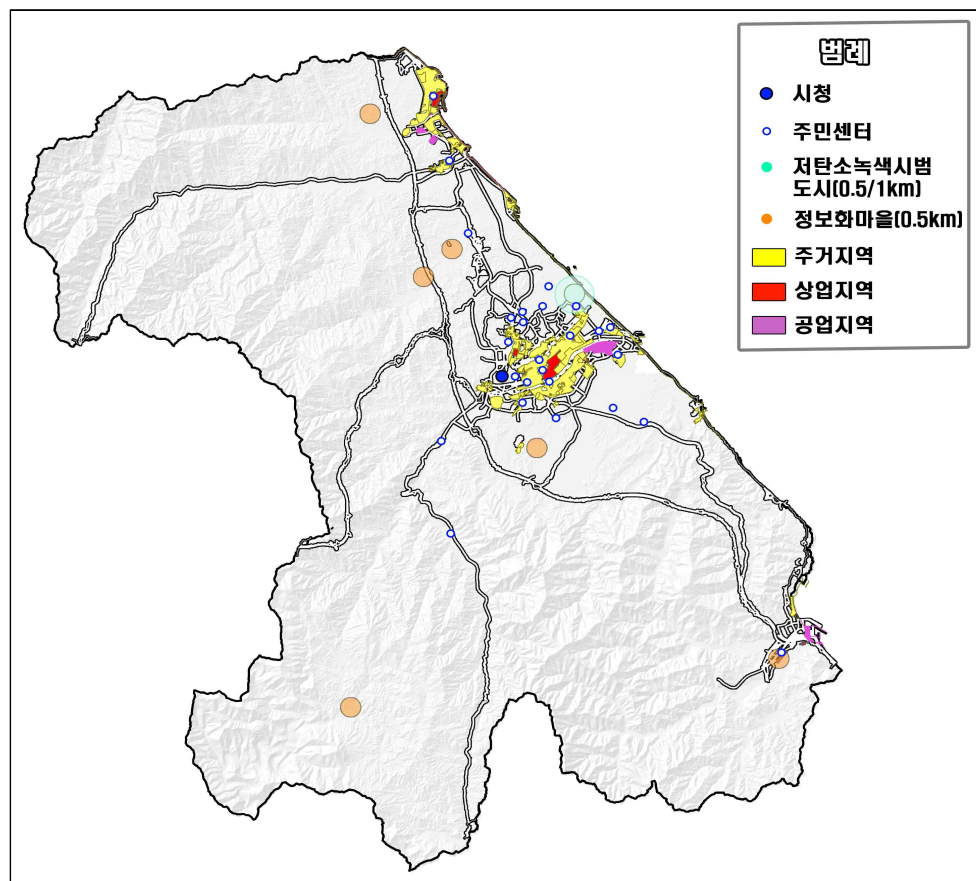 범례
시청
주민센터
저탄소녹색시범
도시(0.5/1km)
정보화마을(0.5km)
주거지역
상업지역
공업지역